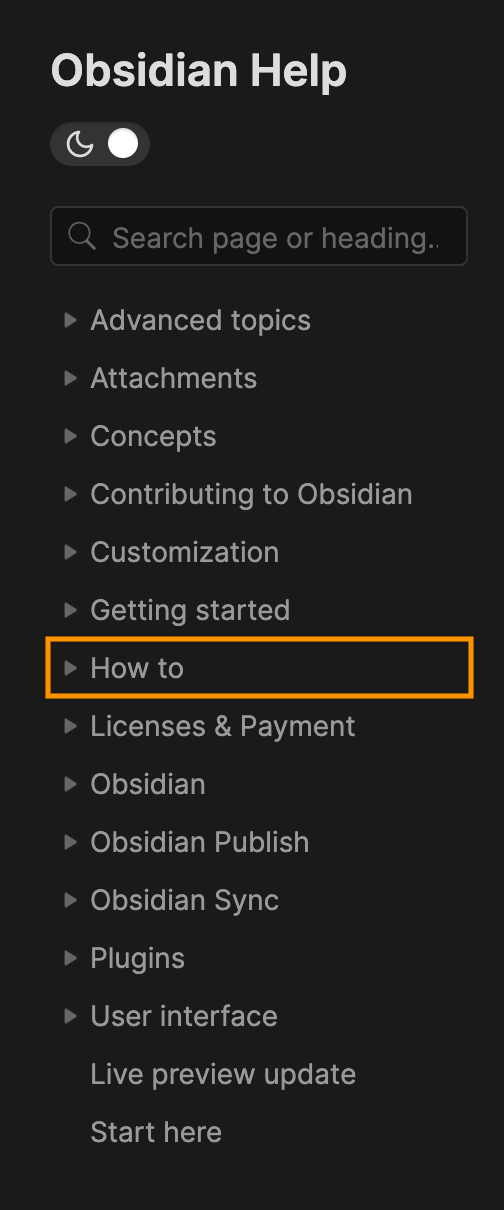 Obsidian Help
Search page or heading..
Advanced topics
Attachments
Concepts
Contributing to Obsidian
Customization
Getting started
How to
Licenses & Payment
Obsidian
Obsidian Publish
Obsidian Sync
Plugins
User interface
Live preview update
Start here